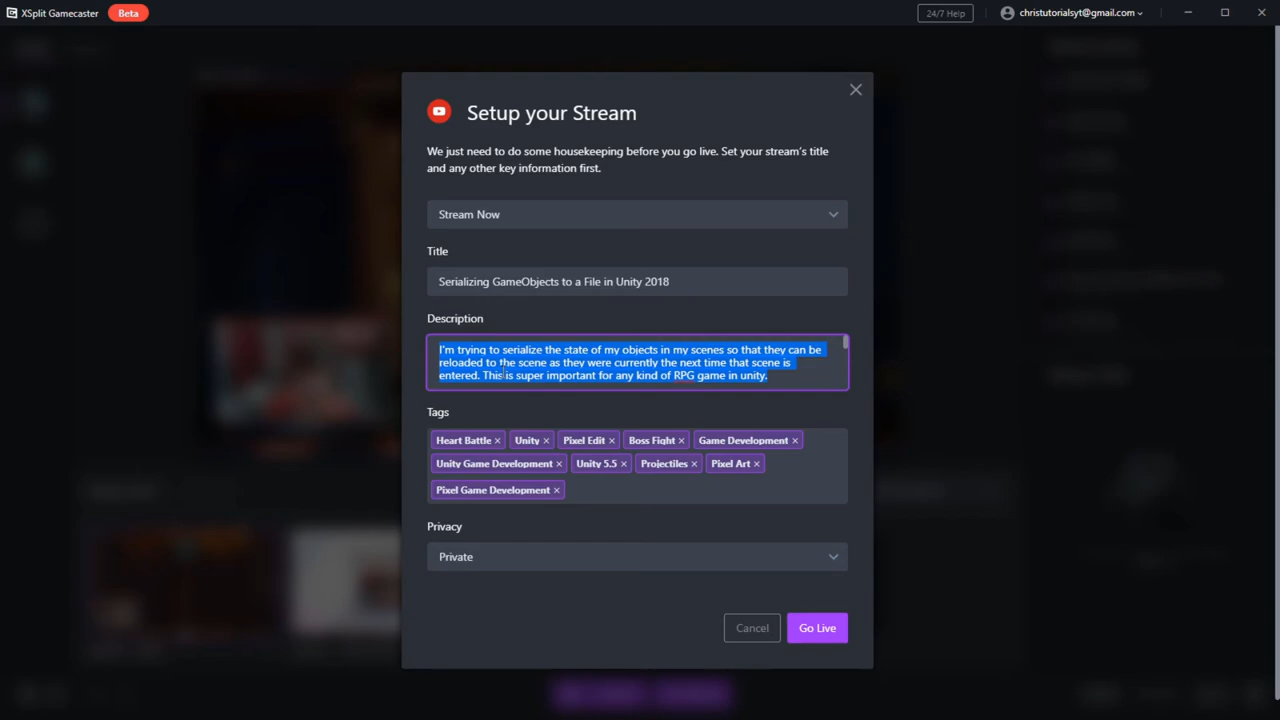 XSplit Gamecaster Beta 24/7 Help christutorialsyt@gmail.com
Setup your Stream
We just need to do some housekeeping before you go live. Set your stream's title
and any other key information first.
Stream Now
Title
Serializing GameObjects to a File in Unity 2018
Description
I'm trying to serialize the state of my objects in my scenes so that they can be
reloaded to the scene as they were currently the next time that scene is
entered. This is super important for any kind of RPG game in unity.
Tags
Heart Battle × Unity × Pixel Edit × Boss Fight × Game Development ×
Unity Game Development × Unity 5.5 × Projectiles × Pixel Art ×
Pixel Game Development ×
Privacy
Private
Cancel Go Live